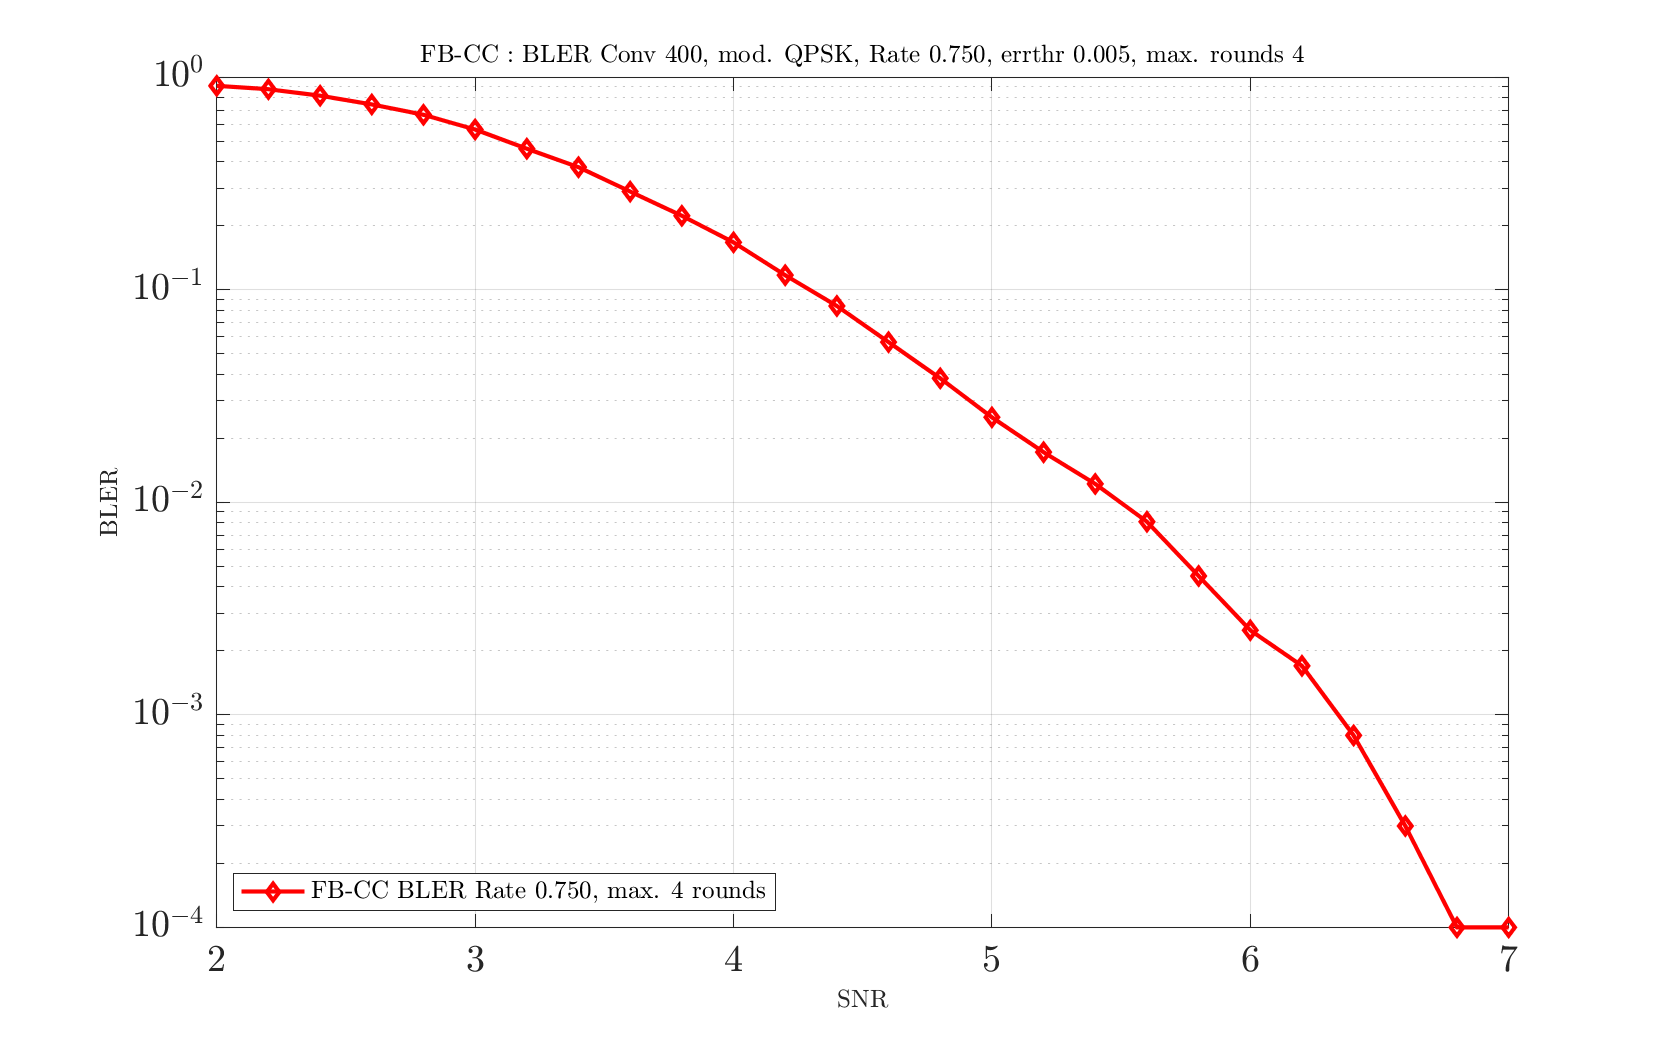 FB-CC : BLER Conv 400, mod. QPSK, Rate 0.750, errthr 0.005, max. rounds 4
10^0
10^−1
10^−2
10^−3
10^−4
BLER
FB-CC BLER Rate 0.750, max. 4 rounds
2 3 4 5 6 7
SNR